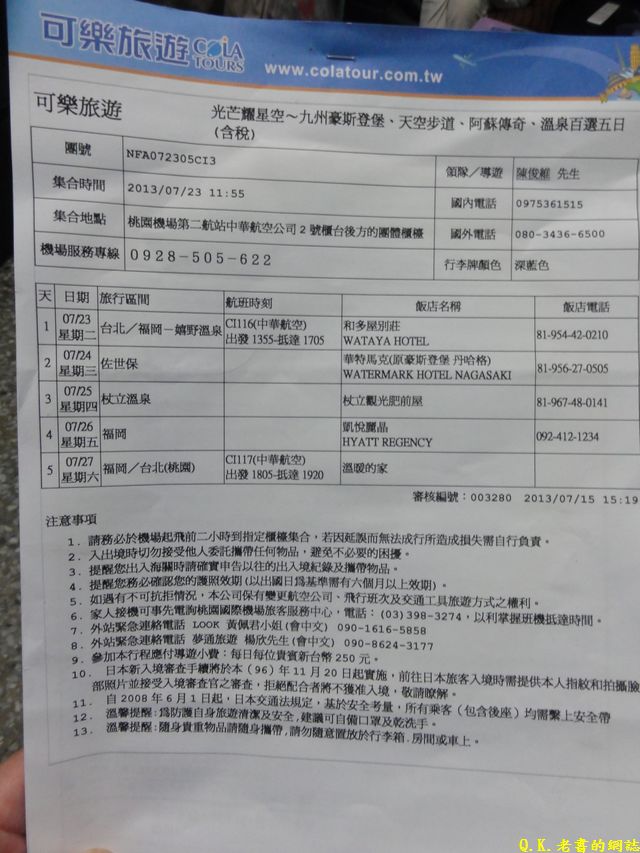 可樂旅遊 COLA TOURS www.colatour.com.tw
可樂旅遊 光芒耀星空～九州豪斯登堡、天空步道、阿蘇傳奇、溫泉百選五日
(含稅)
團號 NFA072305CI3 領隊/導遊 陳俊維 先生
集合時間 2013/07/23 11:55 國內電話 0975361515
集合地點 桃園機場第二航站中華航空公司2號櫃台後方的團體櫃檯 國外電話 080-3436-6500
機場服務專線 0928-505-622 行李牌顏色 深藍色
天 日期 旅行區間 航班時刻 飯店名稱 飯店電話
1 07/23 星期二 台北／福岡－嬉野溫泉 CI116(中華航空) 出發 1355-抵達 1705 和多屋別莊 WATAYA HOTEL 81-954-42-0210
2 07/24 星期三 佐世保 華特馬克(原豪斯登堡 丹哈格) WATERMARK HOTEL NAGASAKI 81-956-27-0505
3 07/25 星期四 杖立溫泉 杖立觀光肥前屋 81-967-48-0141
4 07/26 星期五 福岡 凱悅麗晶 HYATT REGENCY 092-412-1234
5 07/27 星期六 福岡／台北(桃園) CI117(中華航空) 出發 1805-抵達 1920 溫暖的家
審核編號：003280 2013/07/15 15:19
注意事項
1. 請務必於機場起飛前二小時到指定櫃檯集合，若因延誤而無法成行所造成損失需自行負責。
2. 入出境時切勿接受他人委託攜帶任何物品，避免不必要的困擾。
3. 提醒您出入海關時請確實申告以往的出入境紀錄及攜帶物品。
4. 提醒您務必確認您的護照效期(以出國日為基準需有六個月以上效期)。
5. 如遇有不可抗拒情況，本公司保有變更航空公司、飛行班次及交通工具旅遊方式之權利。
6. 家人接機可事先電詢桃園國際機場旅客服務中心，電話：(03)398-3274，以利掌握班機抵達時間。
7. 外站緊急連絡電話 LOOK 黃佩君小姐(會中文) 090-1616-5858
8. 外站緊急連絡電話 夢通旅遊 楊欣先生(會中文) 090-8624-3177
9. 參加本行程應付導遊小費：每日每位貴賓新台幣 250 元。
10. 日本新入境審查手續將於本（96）年 11 月 20 日起實施，前往日本旅客入境時需提供本人指紋和拍攝臉
部照片並接受入境審查官之審查，拒絕配合者將不獲准入境，敬請瞭解。
11. 自 2008 年 6 月 1 日起，日本交通法規定，基於安全考量，所有乘客（包含後座）均需繫上安全帶
12. 溫馨提醒:為防護自身旅遊清潔及安全,建議可自備口罩及乾洗手。
13. 溫馨提醒:隨身貴重物品請隨身攜帶,請勿隨意置放於行李箱.房間或車上。
Q.K.老書的網誌